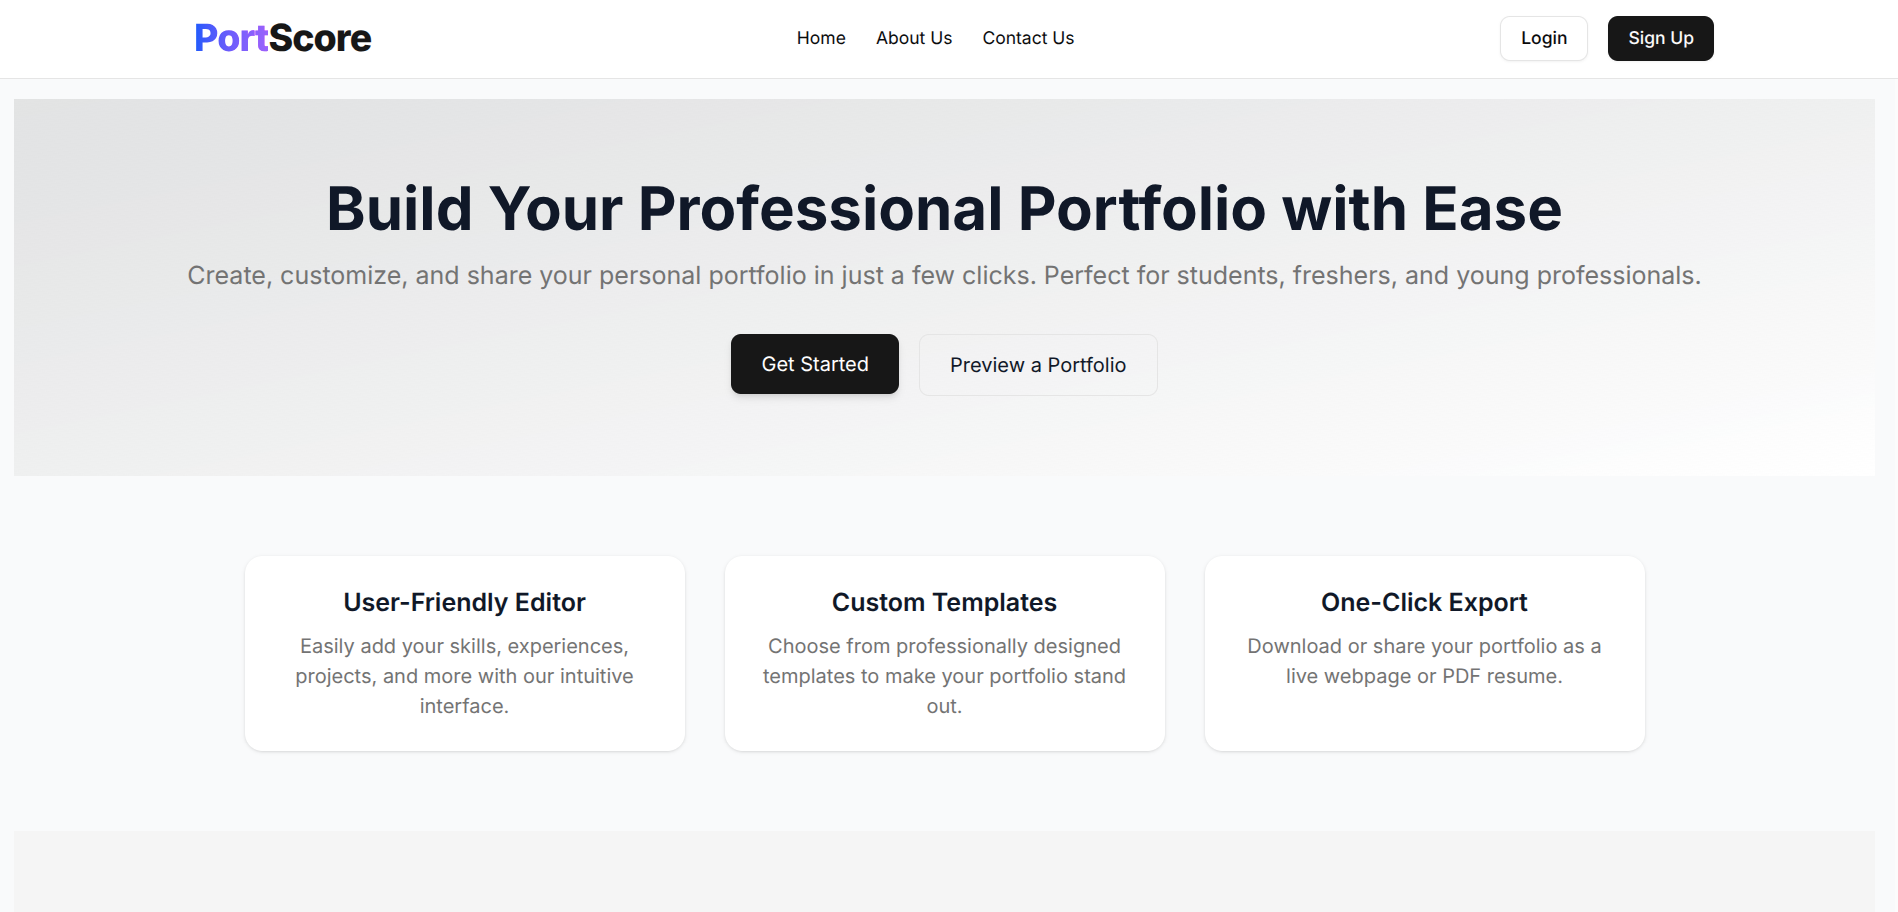 PortScore
Home
About Us
Contact Us
Login
Sign Up
Build Your Professional Portfolio with Ease
Create, customize, and share your personal portfolio in just a few clicks. Perfect for students, freshers, and young professionals.
Get Started
Preview a Portfolio
User-Friendly Editor
Easily add your skills, experiences,
projects, and more with our intuitive
interface.
Custom Templates
Choose from professionally designed
templates to make your portfolio stand
out.
One-Click Export
Download or share your portfolio as a
live webpage or PDF resume.